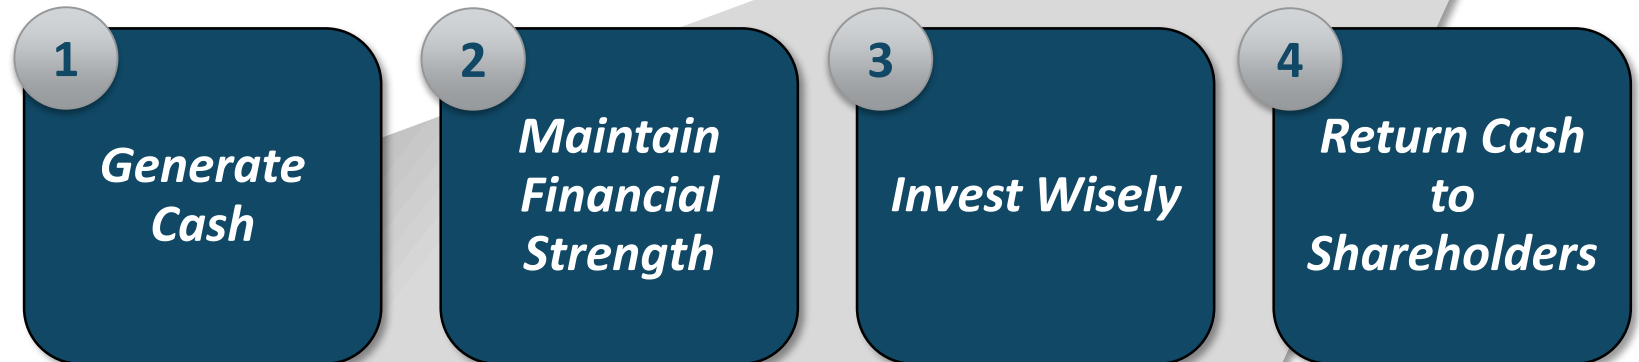 1
Generate
Cash
2
Maintain
Financial
Strength
3
Invest Wisely
4
Return Cash
to
Shareholders